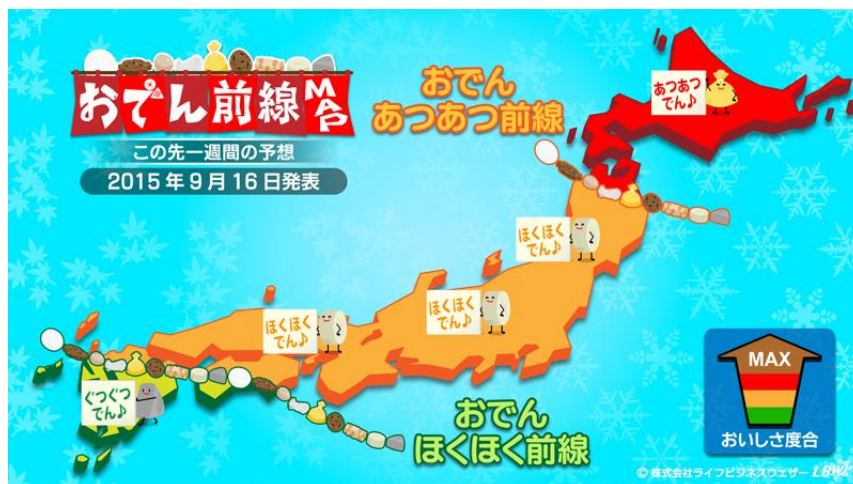 おでん前線MAP
この先一週間の予想
2015年9月16日発表
おでん
あつあつ前線
あつあつ
でん♪
ほくほく
でん♪
ほくほく
でん♪
ほくほく
でん♪
ぐつぐつ
でん♪
おでん
ほくほく前線
MAX
おいしさ度合
© 株式会社ライフビジネスウェザー LBW